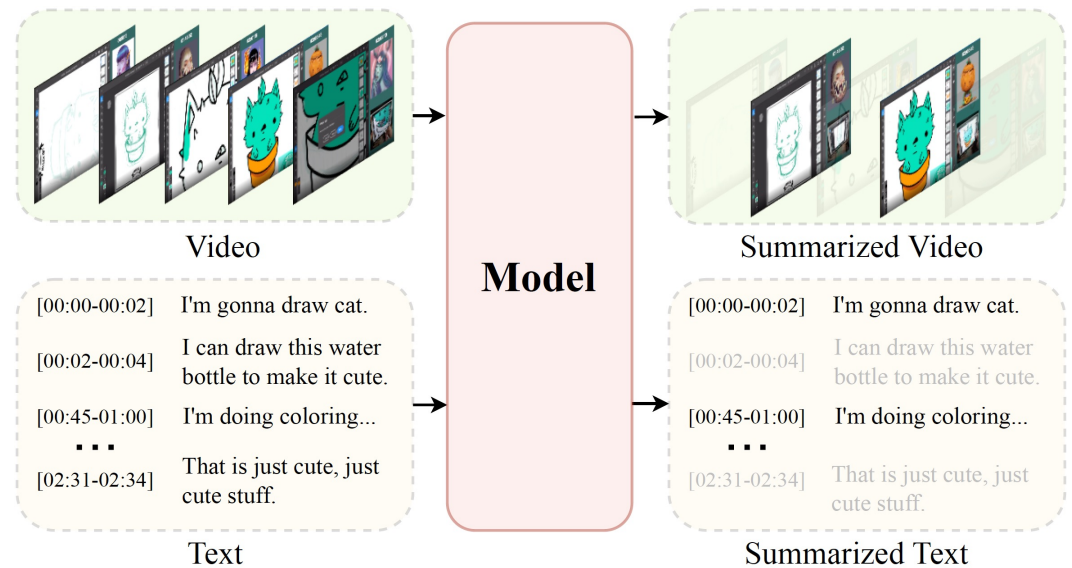 Video
[00:00-00:02] I'm gonna draw cat.
[00:02-00:04] I can draw this water
bottle to make it cute.
[00:45-01:00] I'm doing coloring...
...
[02:31-02:34] That is just cute, just
cute stuff.
Text
Model
Summarized Video
[00:00-00:02] I'm gonna draw cat.
[00:02-00:04] I can draw this water
bottle to make it cute.
[00:45-01:00] I'm doing coloring...
...
[02:31-02:34] That is just cute, just
cute stuff.
Summarized Text